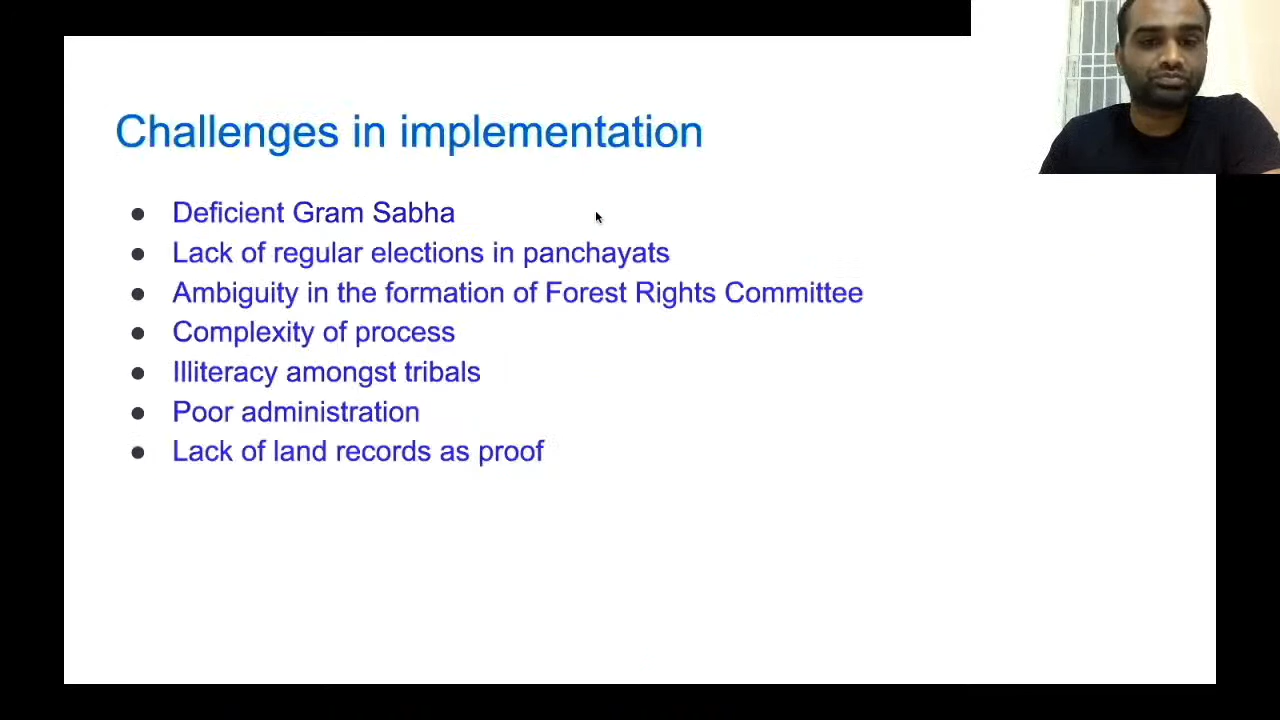 Challenges in implementation
● Deficient Gram Sabha
● Lack of regular elections in panchayats
● Ambiguity in the formation of Forest Rights Committee
● Complexity of process
● Illiteracy amongst tribals
● Poor administration
● Lack of land records as proof